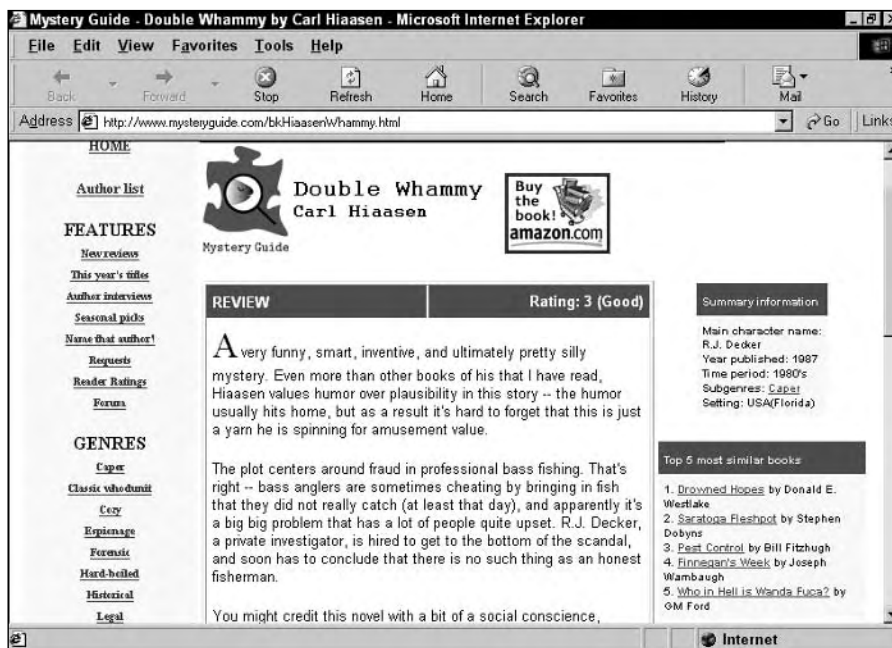 Mystery Guide - Double Whammy by Carl Hiaasen - Microsoft Internet Explorer
File Edit View Favorites Tools Help
Back Forward Stop Refresh Home Search Favorites History Mail
Address http://www.mysteryguide.com/bkHiaasenWhammy.html Go Links
HOME
Author list
FEATURES
New reviews
This year's titles
Author interviews
Seasonal picks
Name that author!
Requests
Reader Ratings
Forum
GENRES
Caper
Classic whodunit
Cozy
Espionage
Forensic
Hard-boiled
Historical
Legal
Mystery Guide
Double Whammy
Carl Hiaasen
Buy
the
book!
amazon.com
REVIEW Rating: 3 (Good)
A very funny, smart, inventive, and ultimately pretty silly
mystery. Even more than other books of his that I have read,
Hiaasen values humor over plausibility in this story -- the humor
usually hits home, but as a result it's hard to forget that this is just
a yarn he is spinning for amusement value.
The plot centers around fraud in professional bass fishing. That's
right -- bass anglers are sometimes cheating by bringing in fish
that they did not really catch (at least that day), and apparently it's
a big big problem that has a lot of people quite upset. R.J. Decker,
a private investigator, is hired to get to the bottom of the scandal,
and soon has to conclude that there is no such thing as an honest
fisherman.
You might credit this novel with a bit of a social conscience,
Summary information
Main character name:
R.J. Decker
Year published: 1987
Time period: 1980's
Subgenres: Caper
Setting: USA(Florida)
Top 5 most similar books
1. Drowned Hopes by Donald E.
Westlake
2. Saratoga Fleshpot by Stephen
Dobyns
3. Pest Control by Bill Fitzhugh
4. Finnegan's Week by Joseph
Wambaugh
5. Who in Hell is Wanda Fuca? by
GM Ford
Internet